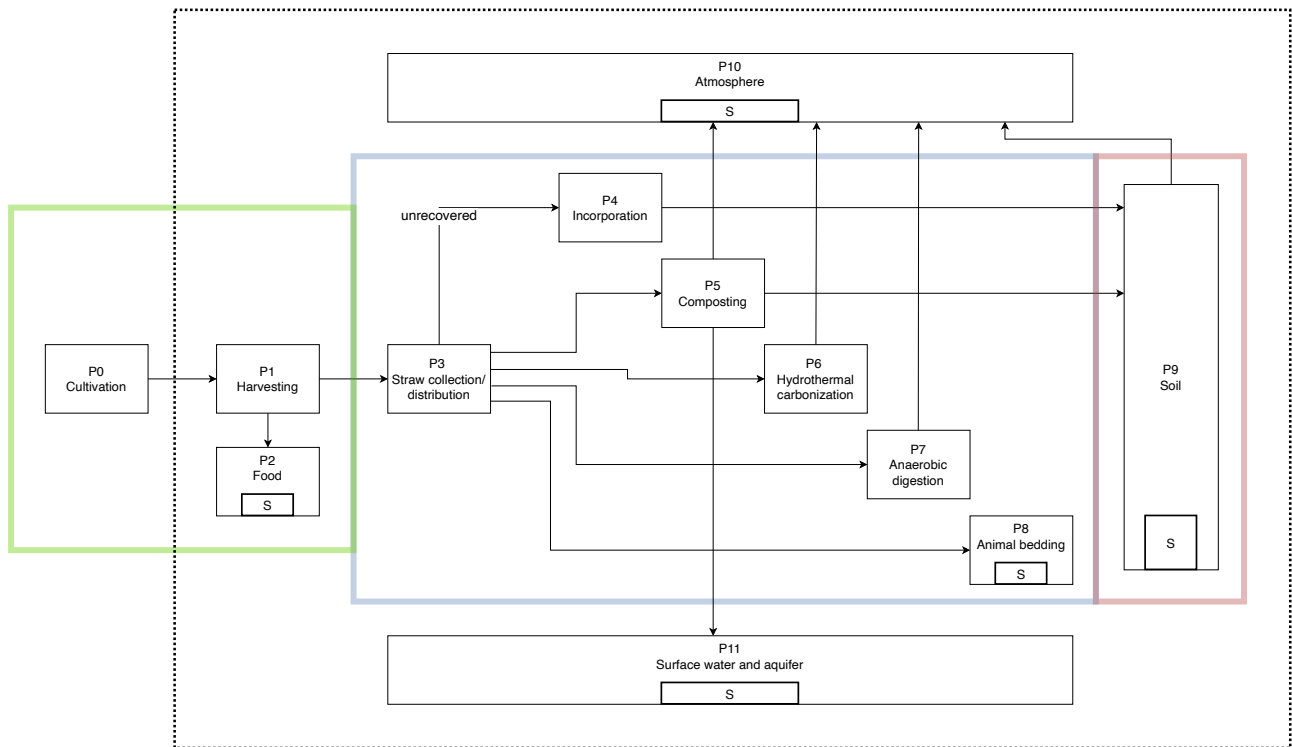 P10
Atmosphere
S
P4
Incorporation
unrecovered
P5
Composting
P0
Cultivation
P1
Harvesting
P3
Straw collection/
distribution
P6
Hydrothermal
carbonization
P9
Soil
P2
Food
S
P7
Anaerobic
digestion
P8
Animal bedding
S
S
P11
Surface water and aquifer
S